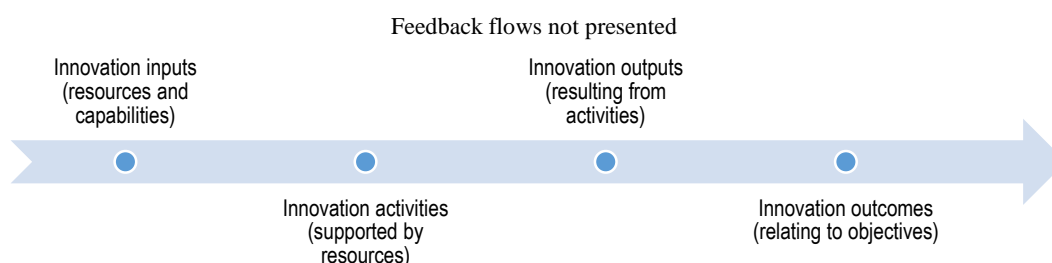 Feedback flows not presented
Innovation inputs
(resources and
capabilities)
Innovation activities
(supported by
resources)
Innovation outputs
(resulting from
activities)
Innovation outcomes
(relating to objectives)